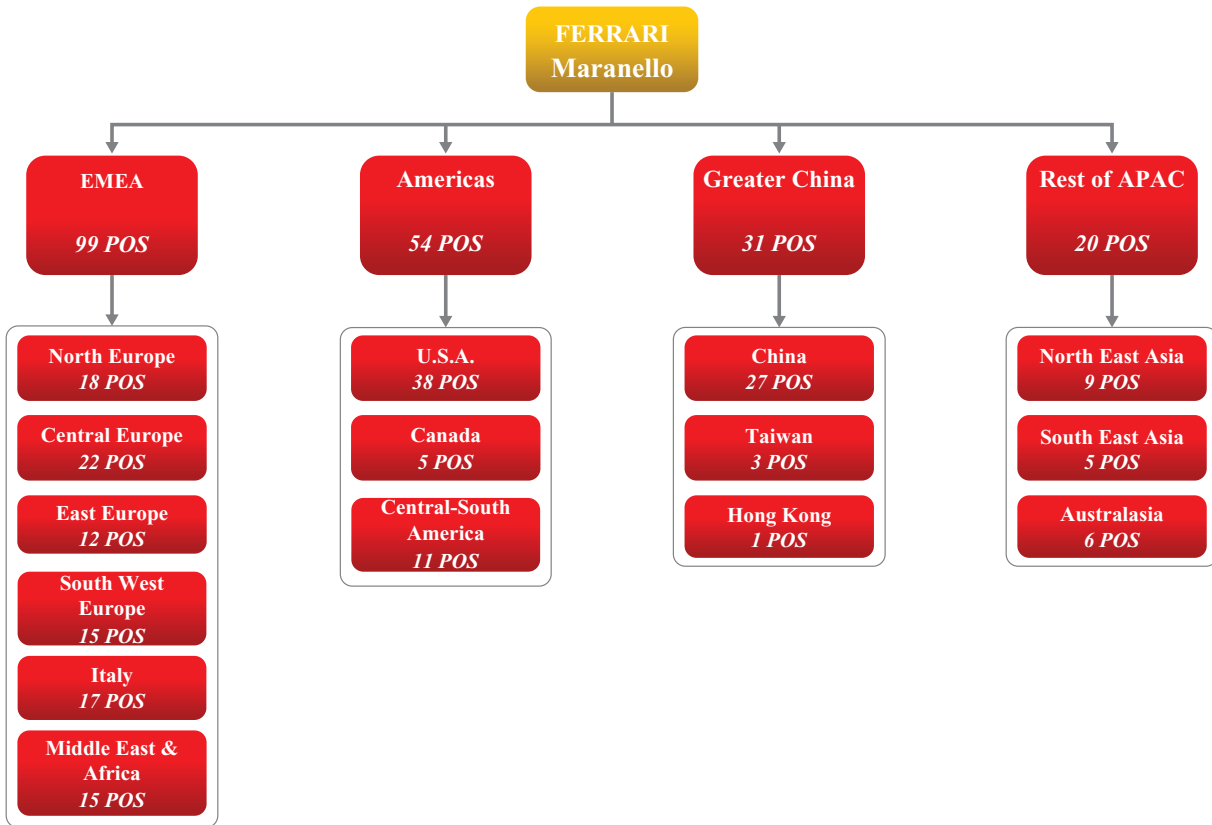 FERRARI
Maranello
EMEA
99 POS
Americas
54 POS
Greater China
31 POS
Rest of APAC
20 POS
North Europe
18 POS
Central Europe
22 POS
East Europe
12 POS
South West
Europe
15 POS
Italy
17 POS
Middle East &
Africa
15 POS
U.S.A.
38 POS
Canada
5 POS
Central-South
America
11 POS
China
27 POS
Taiwan
3 POS
Hong Kong
1 POS
North East Asia
9 POS
South East Asia
5 POS
Australasia
6 POS